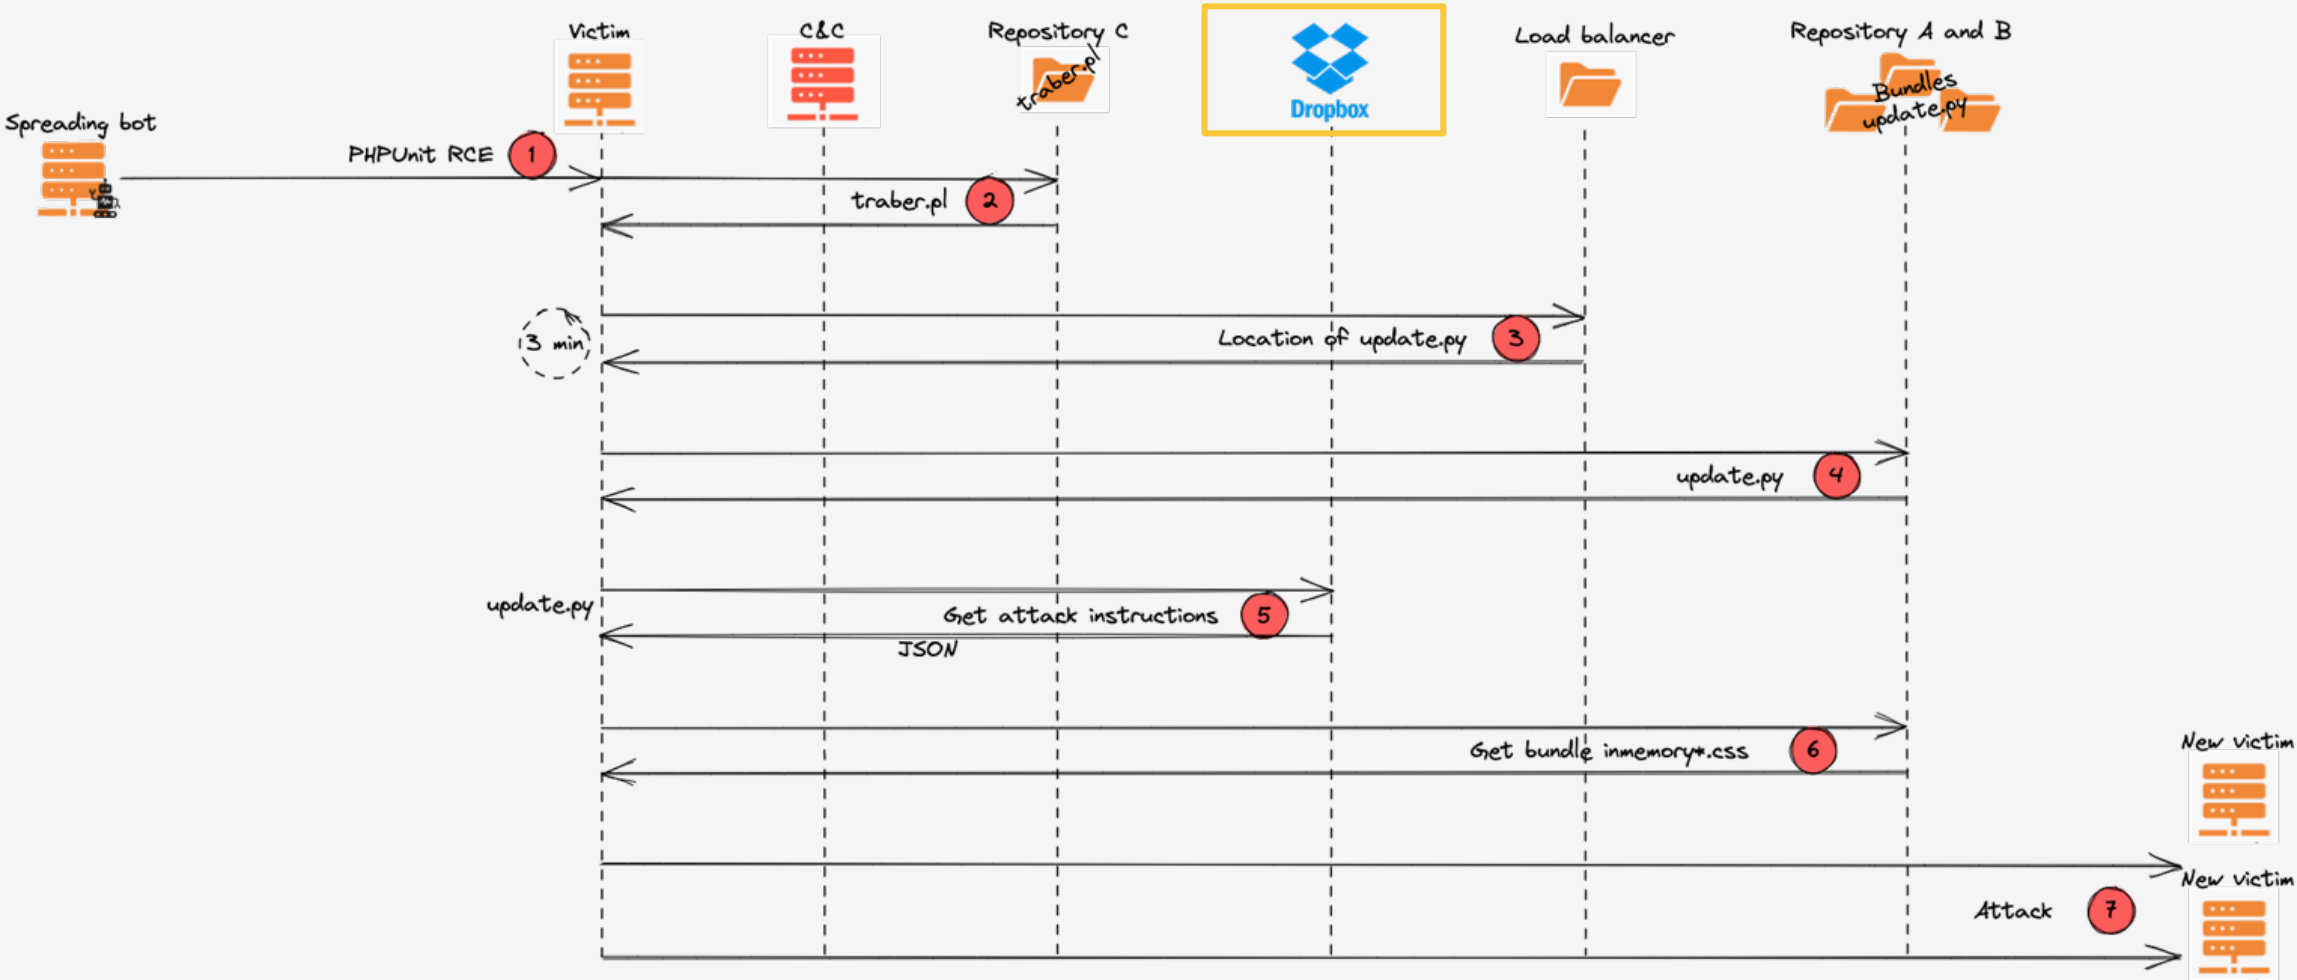 Victim
C&C
Repository C
traber.pl
Dropbox
Load balancer
Repository A and B
Bundles
update.py
Spreading bot
PHPUnit RCE
1
traber.pl
2
3 min
Location of update.py
3
update.py
4
update.py
Get attack instructions
5
JSON
Get bundle inmemory*.css
6
New victim
New victim
Attack
7